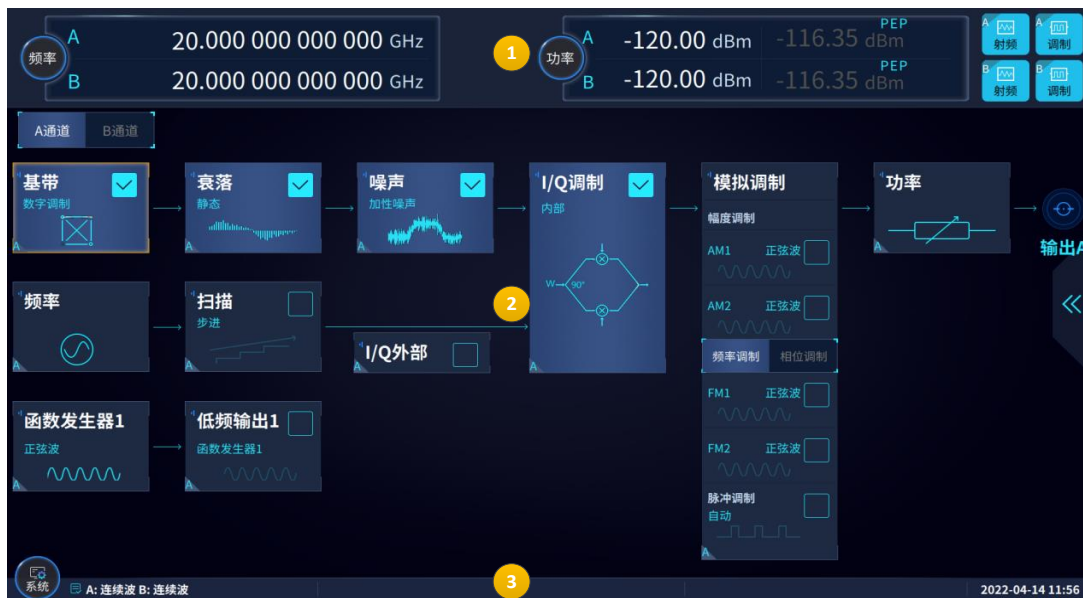 频率
A 20.000 000 000 000 GHz
B 20.000 000 000 000 GHz
1
功率
A -120.00 dBm -116.35 dBm PEP
B -120.00 dBm -116.35 dBm PEP
A 射频
A 调制
B 射频
B 调制
A通道 B通道
基带
数字调制
A
衰落
静态
A
噪声
加性噪声
A
I/Q调制
内部
W 90°
A
模拟调制
幅度调制
AM1 正弦波
AM2 正弦波
频率调制 相位调制
FM1 正弦波
FM2 正弦波
脉冲调制
自动
A
功率
A
输出A
频率
A
扫描
步进
A
2
I/Q外部
A
函数发生器1
正弦波
A
低频输出1
函数发生器1
A
系统
A: 连续波 B: 连续波
3
2022-04-14 11:56